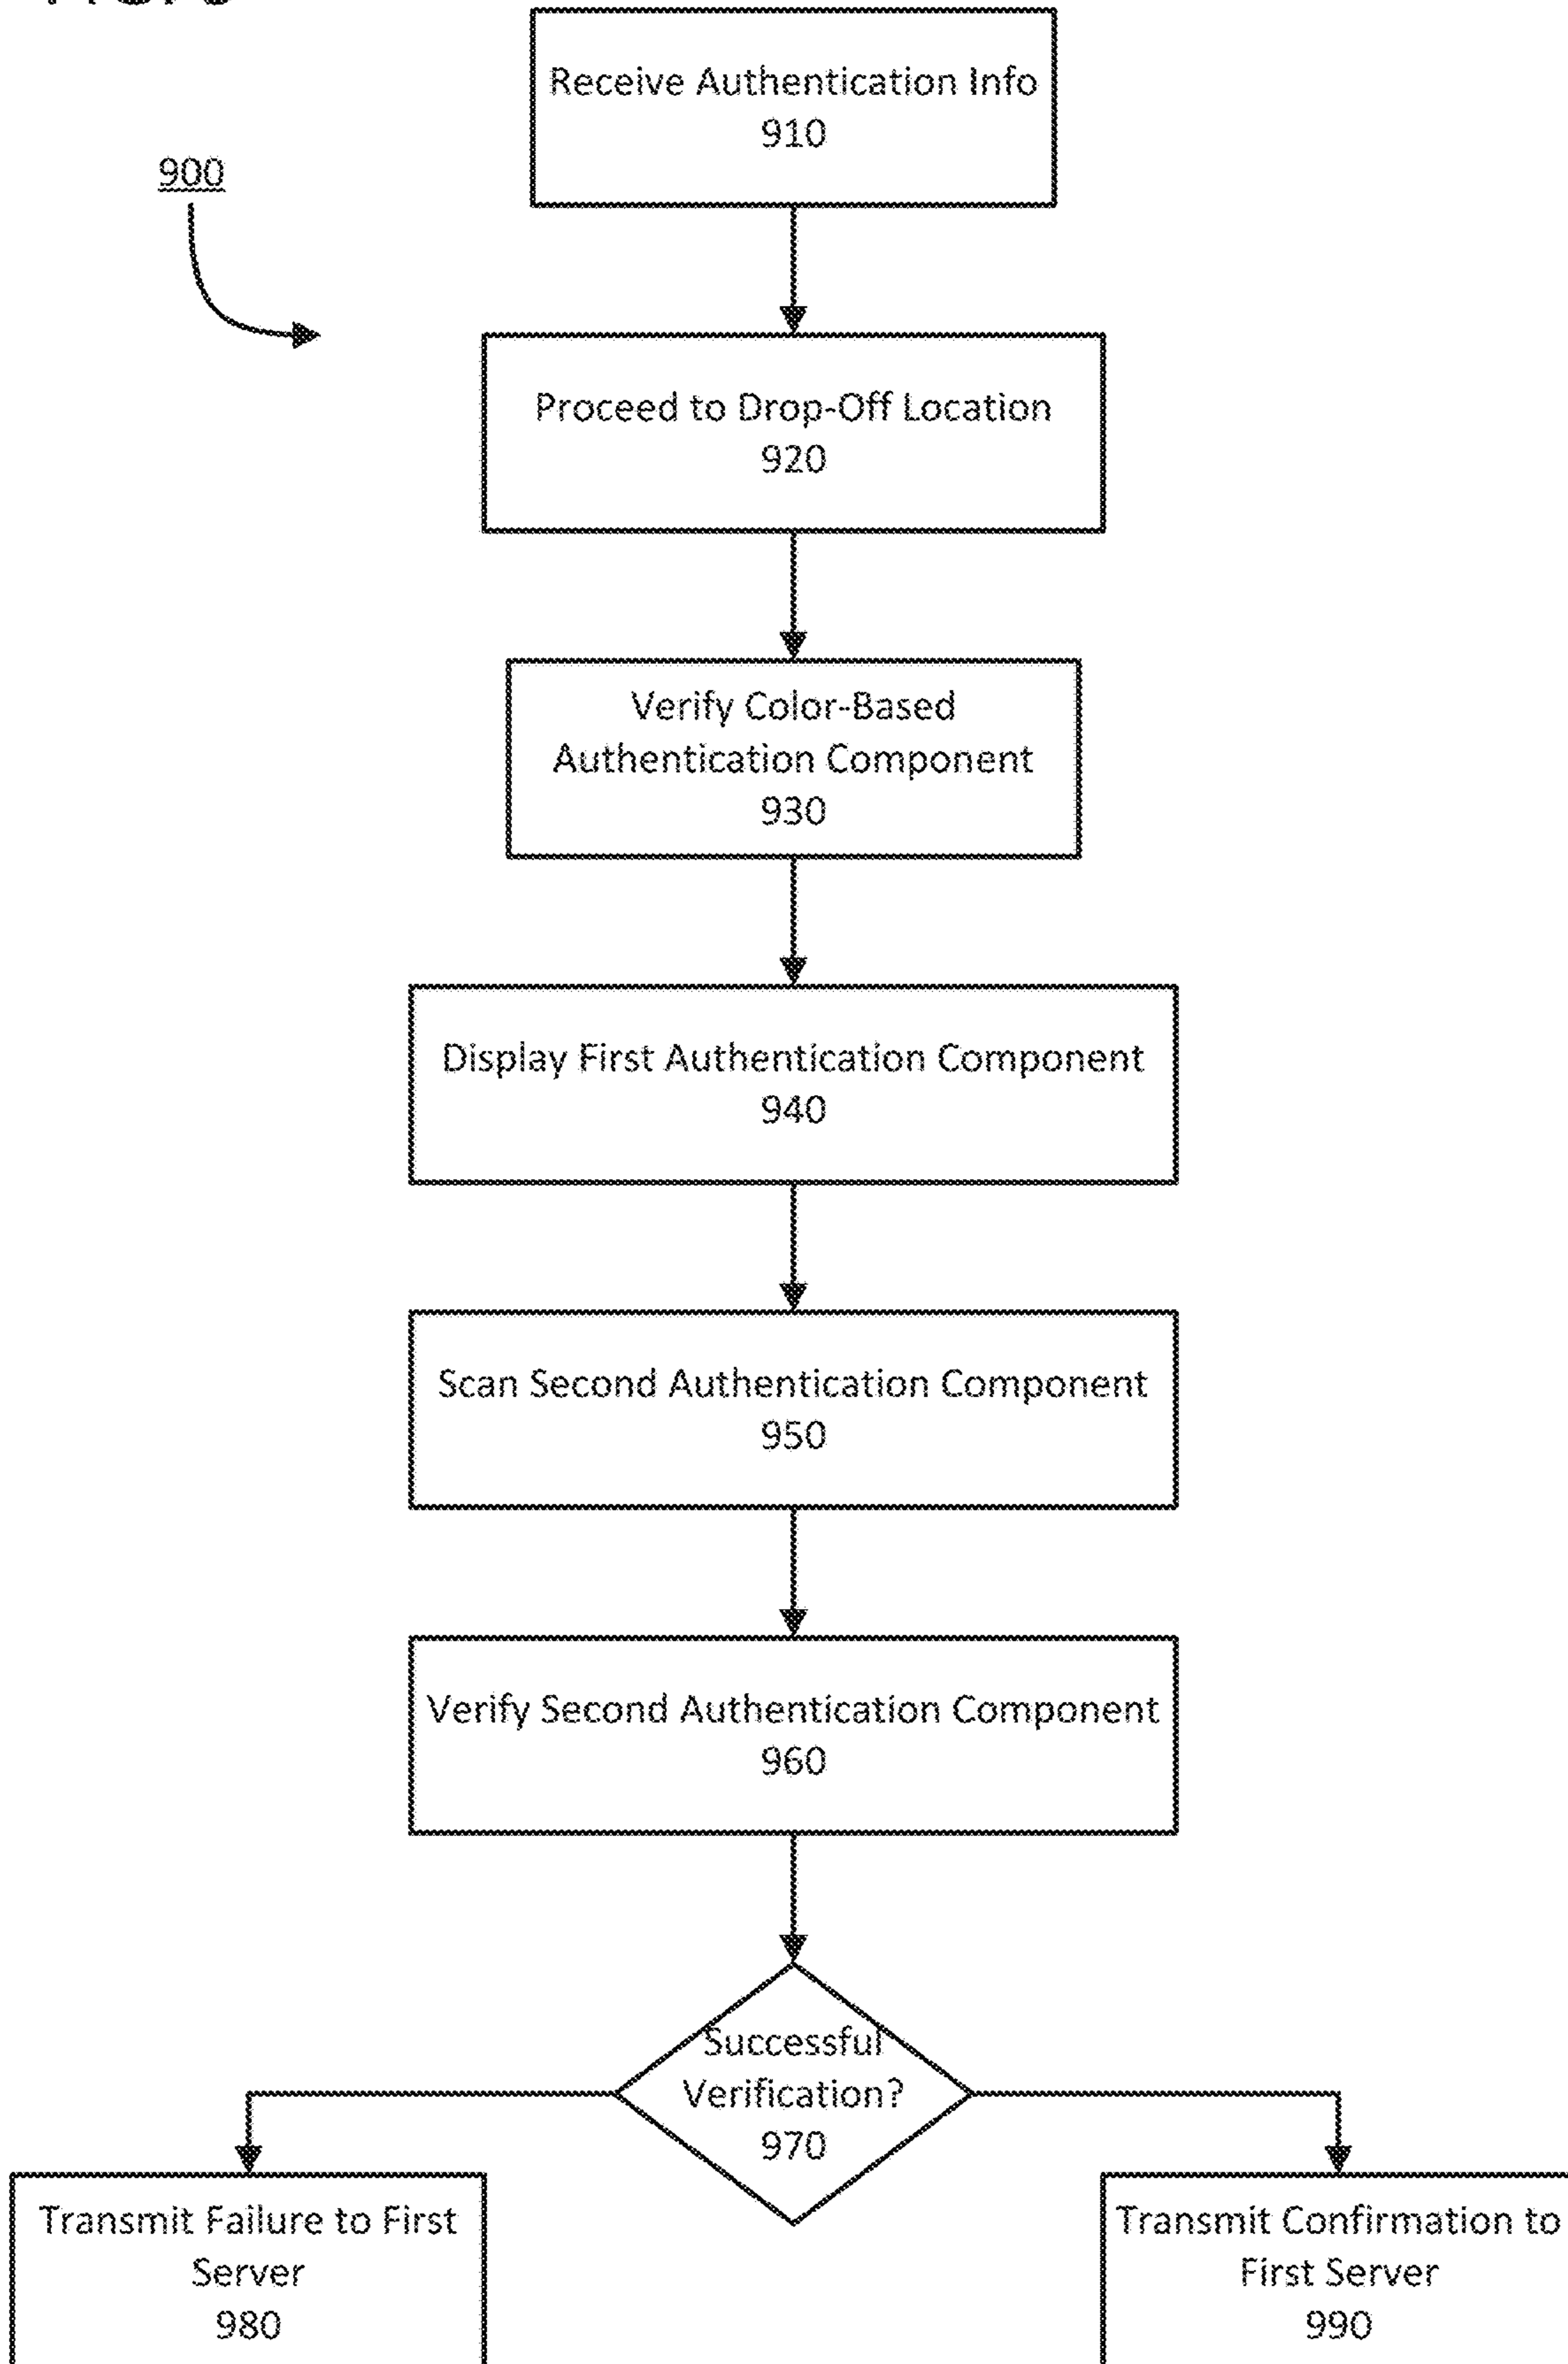 Receive Authentication Info
910
900
Proceed to Drop-Off Location
920
Verify Color-Based
Authentication Component
930
Display First Authentication Component
940
Scan Second Authentication Component
950
Verify Second Authentication Component
960
Successful
Verification?
970
Transmit Failure to First
Server
980
Transmit Confirmation to
First Server
990